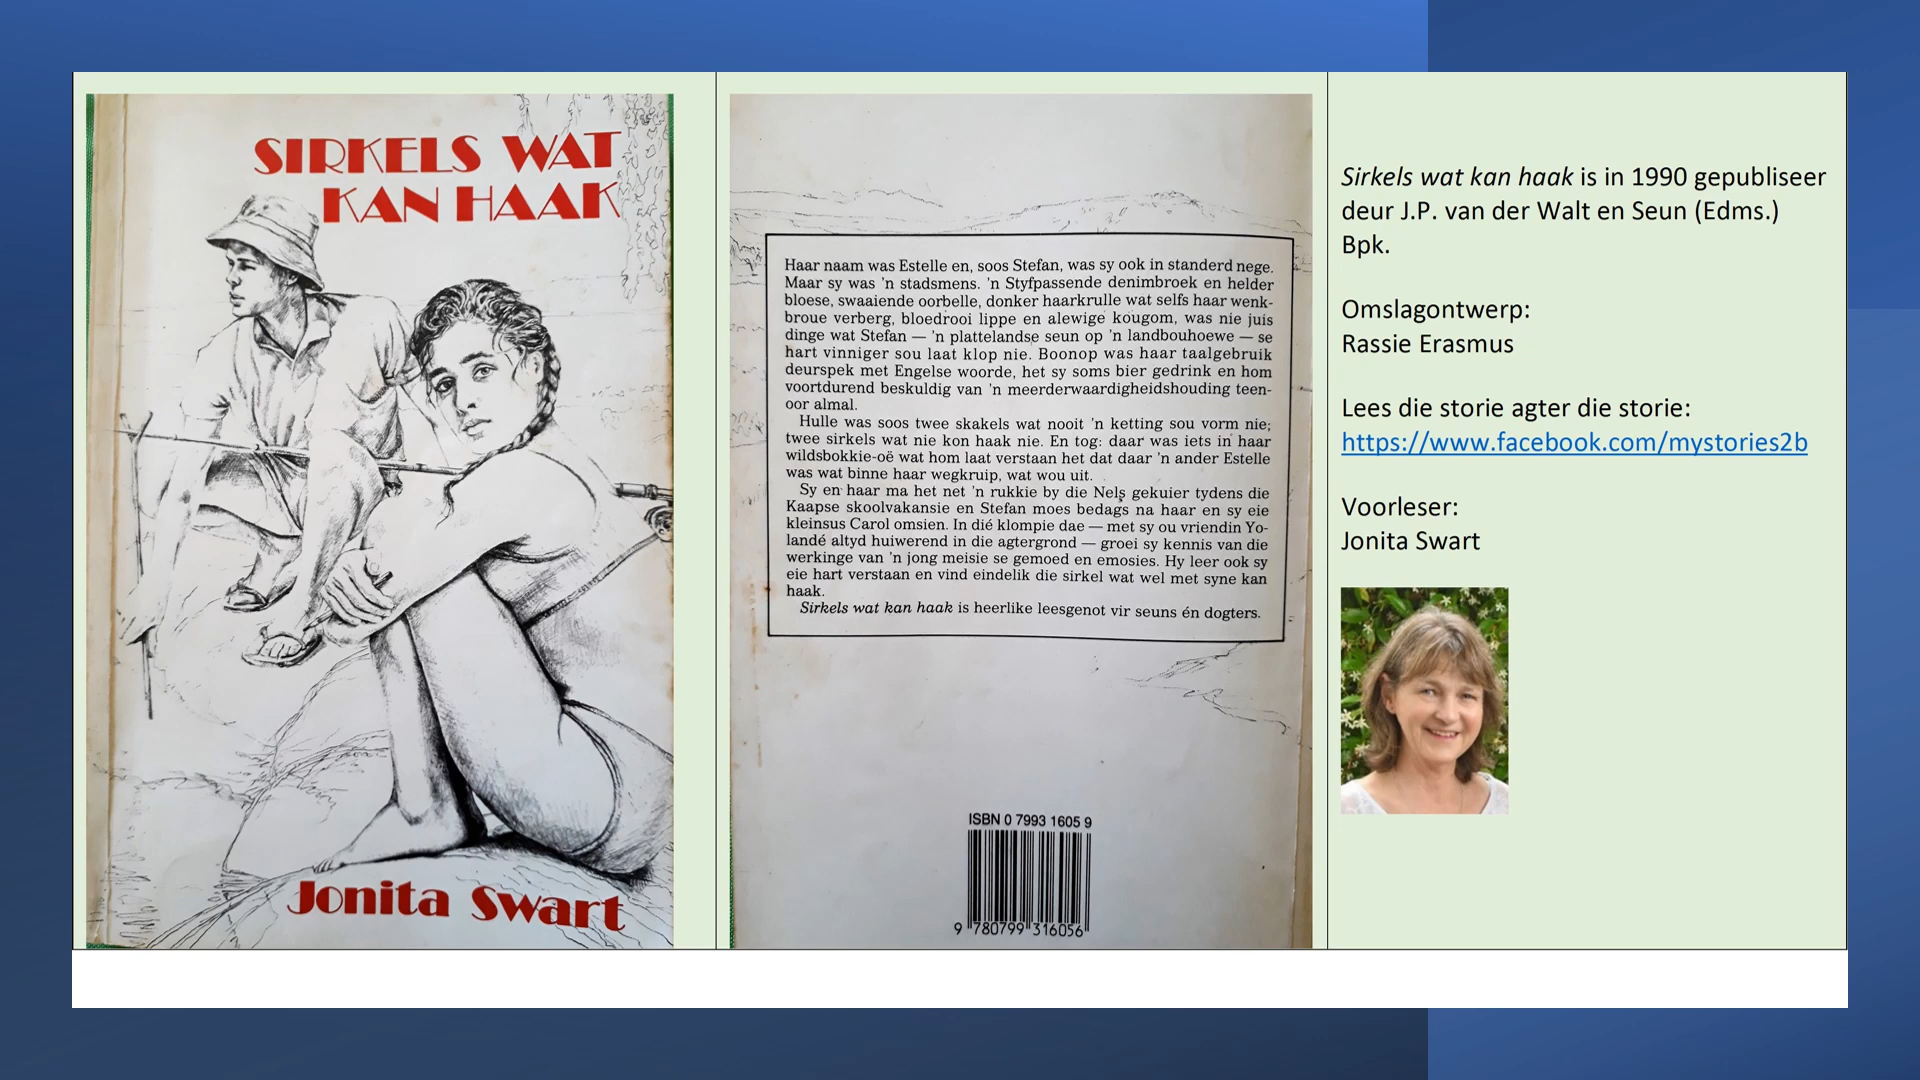 SIRKELS WAT
KAN HAAK
Jonita Swart
Haar naam was Estelle en, soos Stefan, was sy ook in standerd nege.
Maar sy was 'n stadsmens. 'n Styfpassende denimbroek en helder
bloese, swaaiende oorbelle, donker haarkrulle wat selfs haar wenk-
broue verberg, bloedrooi lippe en alewige kougom, was nie juis
dinge wat Stefan — 'n plattelandse seun op 'n landbouhoewe — se
hart vinniger sou laat klop nie. Boonop was haar taalgebruik
deurspek met Engelse woorde, het sy soms bier gedrink en hom
voortdurend beskuldig van 'n meerderwaardigheidshouding teen-
oor almal.
Hulle was soos twee skakels wat nooit 'n ketting sou vorm nie;
twee sirkels wat nie kon haak nie. En tog: daar was iets in haar
wildsbokkie-oë wat hom laat verstaan het dat daar 'n ander Estelle
was wat binne haar wegkruip, wat wou uit.
Sy en haar ma het net 'n rukkie by die Nels gekuier tydens die
Kaapse skoolvakansie en Stefan moes bedags na haar en sy eie
kleinsus Carol omsien. In dié klompie dae — met sy ou vriendin Yo-
landé altyd huiwerend in die agtergrond — groei sy kennis van die
werkinge van 'n jong meisie se gemoed en emosies. Hy leer ook sy
eie hart verstaan en vind eindelik die sirkel wat wel met syne kan
haak.
Sirkels wat kan haak is heerlike leesgenot vir seuns én dogters.
ISBN 0 7993 1605 9
9 780799 316056
Sirkels wat kan haak is in 1990 gepubliseer
deur J.P. van der Walt en Seun (Edms.)
Bpk.
Omslagontwerp:
Rassie Erasmus
Lees die storie agter die storie:
https://www.facebook.com/mystories2b
Voorleser:
Jonita Swart